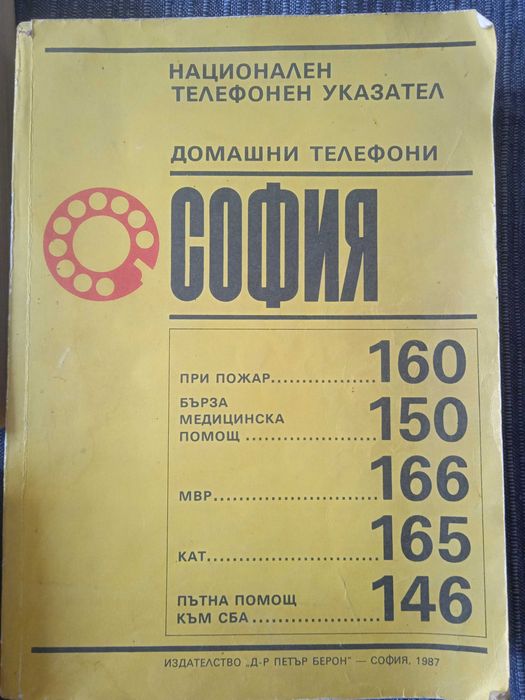 НАЦИОНАЛЕН
ТЕЛЕФОНЕН УКАЗАТЕЛ
ДОМАШНИ ТЕЛЕФОНИ
СОФИЯ
ПРИ ПОЖАР.................160
БЪРЗА
МЕДИЦИНСКА
ПОМОЩ.....................150
МВР...........................166
КАТ............................165
ПЪТНА ПОМОЩ
КЪМ СБА.....................146
ИЗДАТЕЛСТВО „Д-Р ПЕТЪР БЕРОН" — СОФИЯ, 1987